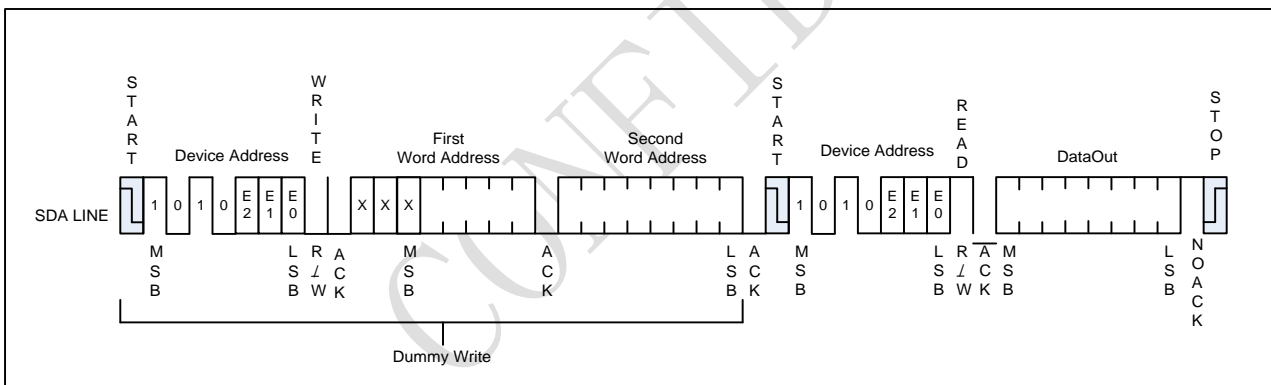 CONFID
START
WRITE
START
READ
STOP
Device Address
First
Word Address
Second
Word Address
Device Address
DataOut
SDA LINE
1 0 1 0 E2 E1 E0
X X X
1 0 1 0 E2 E1 E0
MSB
LSB
R/W
ACK
MSB
ACK
LSB
ACK
MSB
LSB
R/W
ACK
MSB
LSB
NOACK
Dummy Write